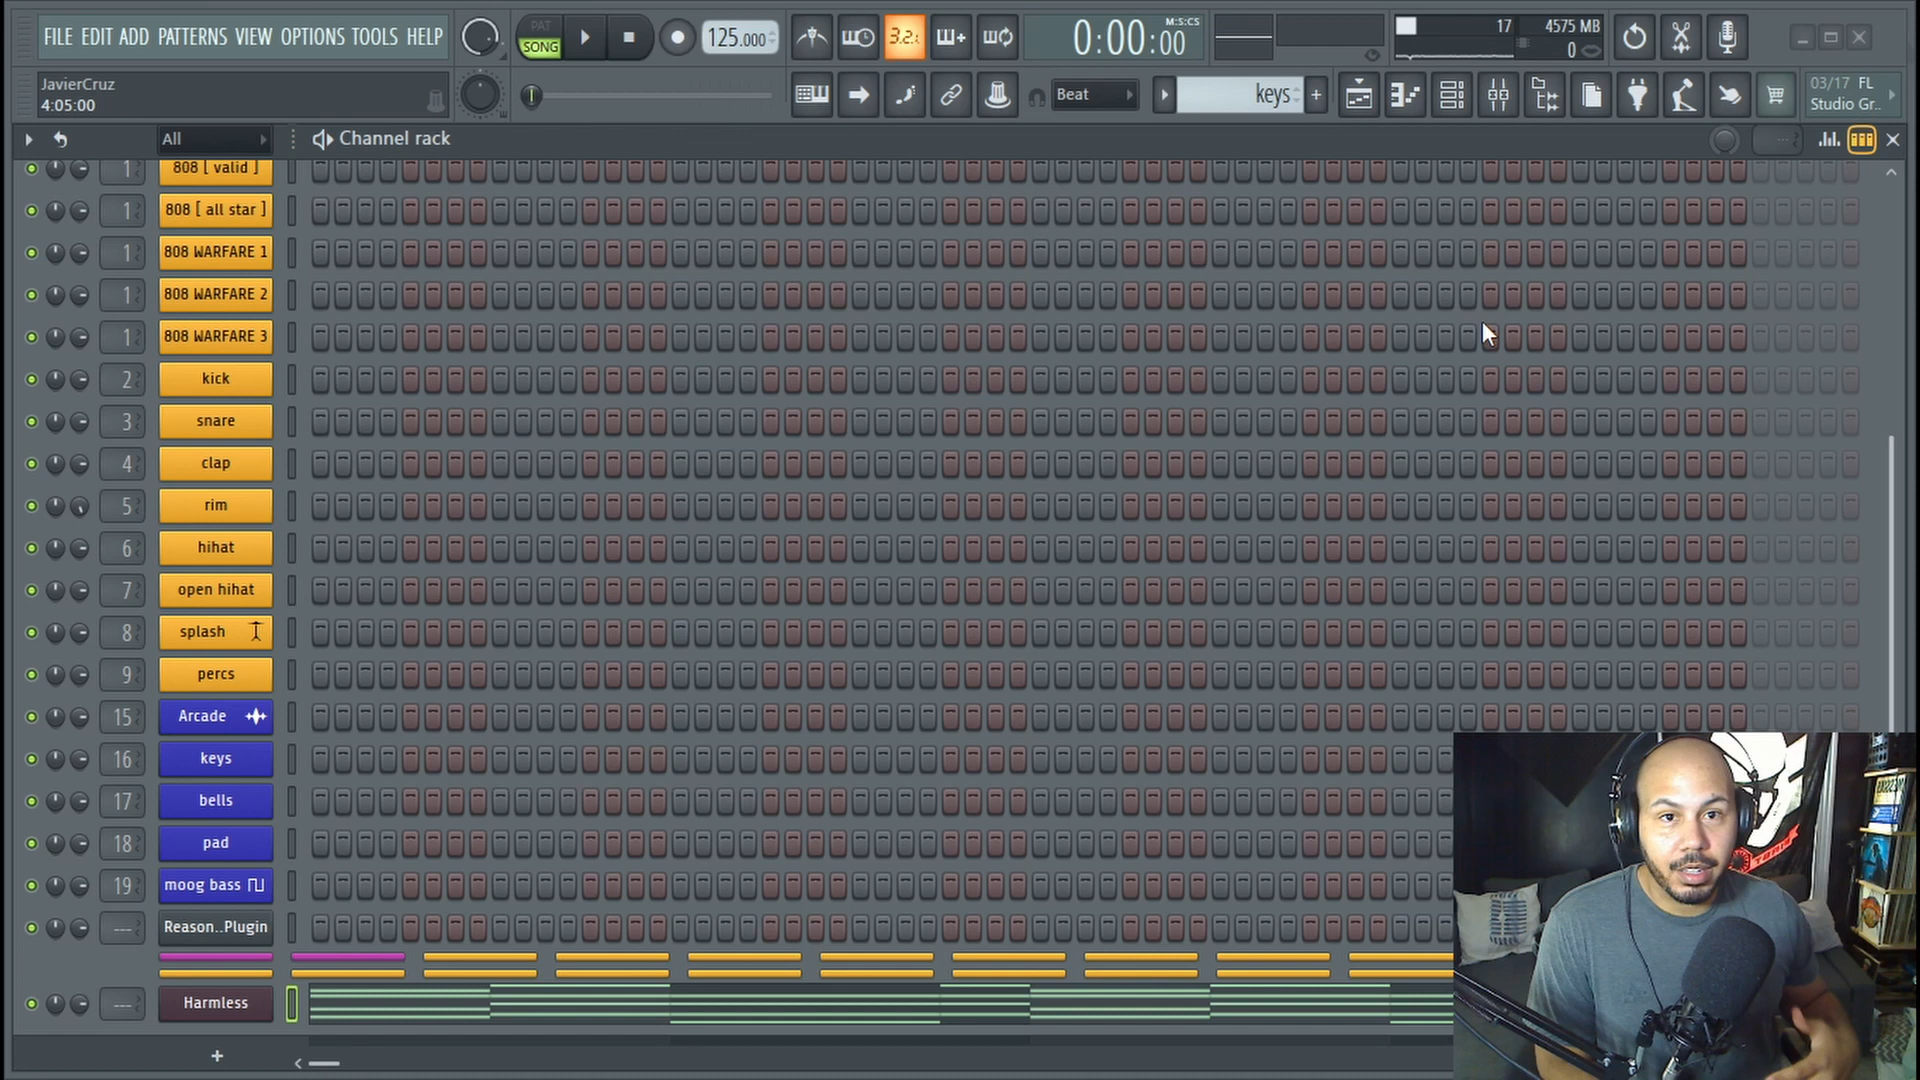 FILE EDIT ADD PATTERNS VIEW OPTIONS TOOLS HELP
PAT
SONG
125.000
3.2.
0:00:00
M:S:CS
17
4575 MB
0
JavierCruz
4:05:00
Beat
keys
+
03/17 FL
Studio Gr..
All
Channel rack
1 808 [ valid ]
1 808 [ all star ]
1 808 WARFARE 1
1 808 WARFARE 2
1 808 WARFARE 3
2 kick
3 snare
4 clap
5 rim
6 hihat
7 open hihat
8 splash
9 percs
15 Arcade
16 keys
17 bells
18 pad
19 moog bass
--- Reason..Plugin
--- Harmless
+